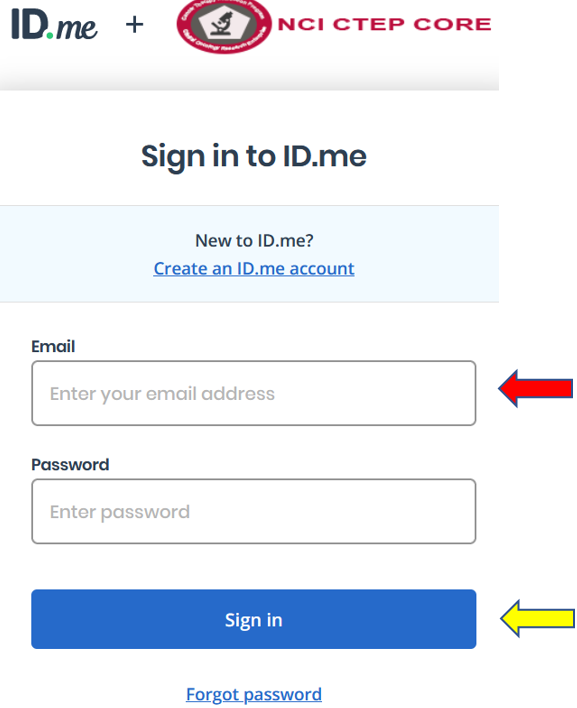 ID.me + NCI CTEP CORE
Sign in to ID.me
New to ID.me?
Create an ID.me account
Email
Enter your email address
Password
Enter password
Sign in
Forgot password